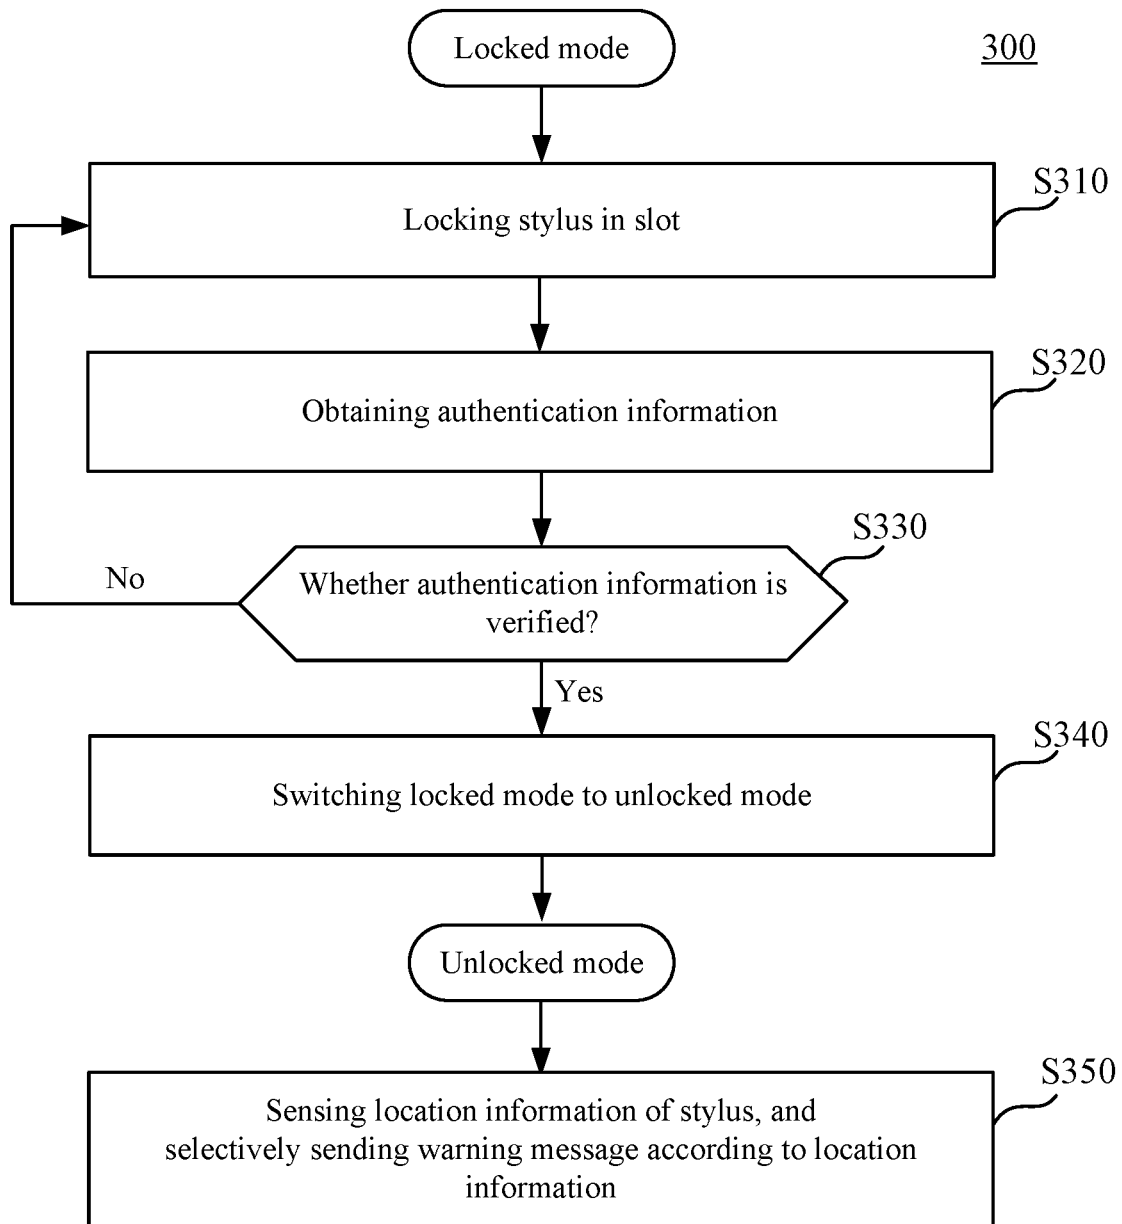 Locked mode
300
S310
Locking stylus in slot
S320
Obtaining authentication information
S330
No
Whether authentication information is
verified?
Yes
S340
Switching locked mode to unlocked mode
Unlocked mode
S350
Sensing location information of stylus, and
selectively sending warning message according to location
information